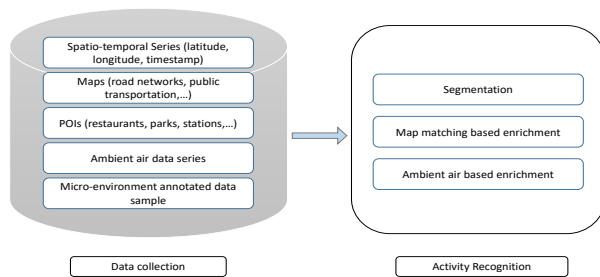 Spatio-temporal Series (latitude,
longitude, timestamp)
Maps (road networks, public
transportation,...)
POIs (restaurants, parks, stations,...)
Ambient air data series
Micro-environment annotated data
sample
Data collection
Segmentation
Map matching based enrichment
Ambient air based enrichment
Activity Recognition